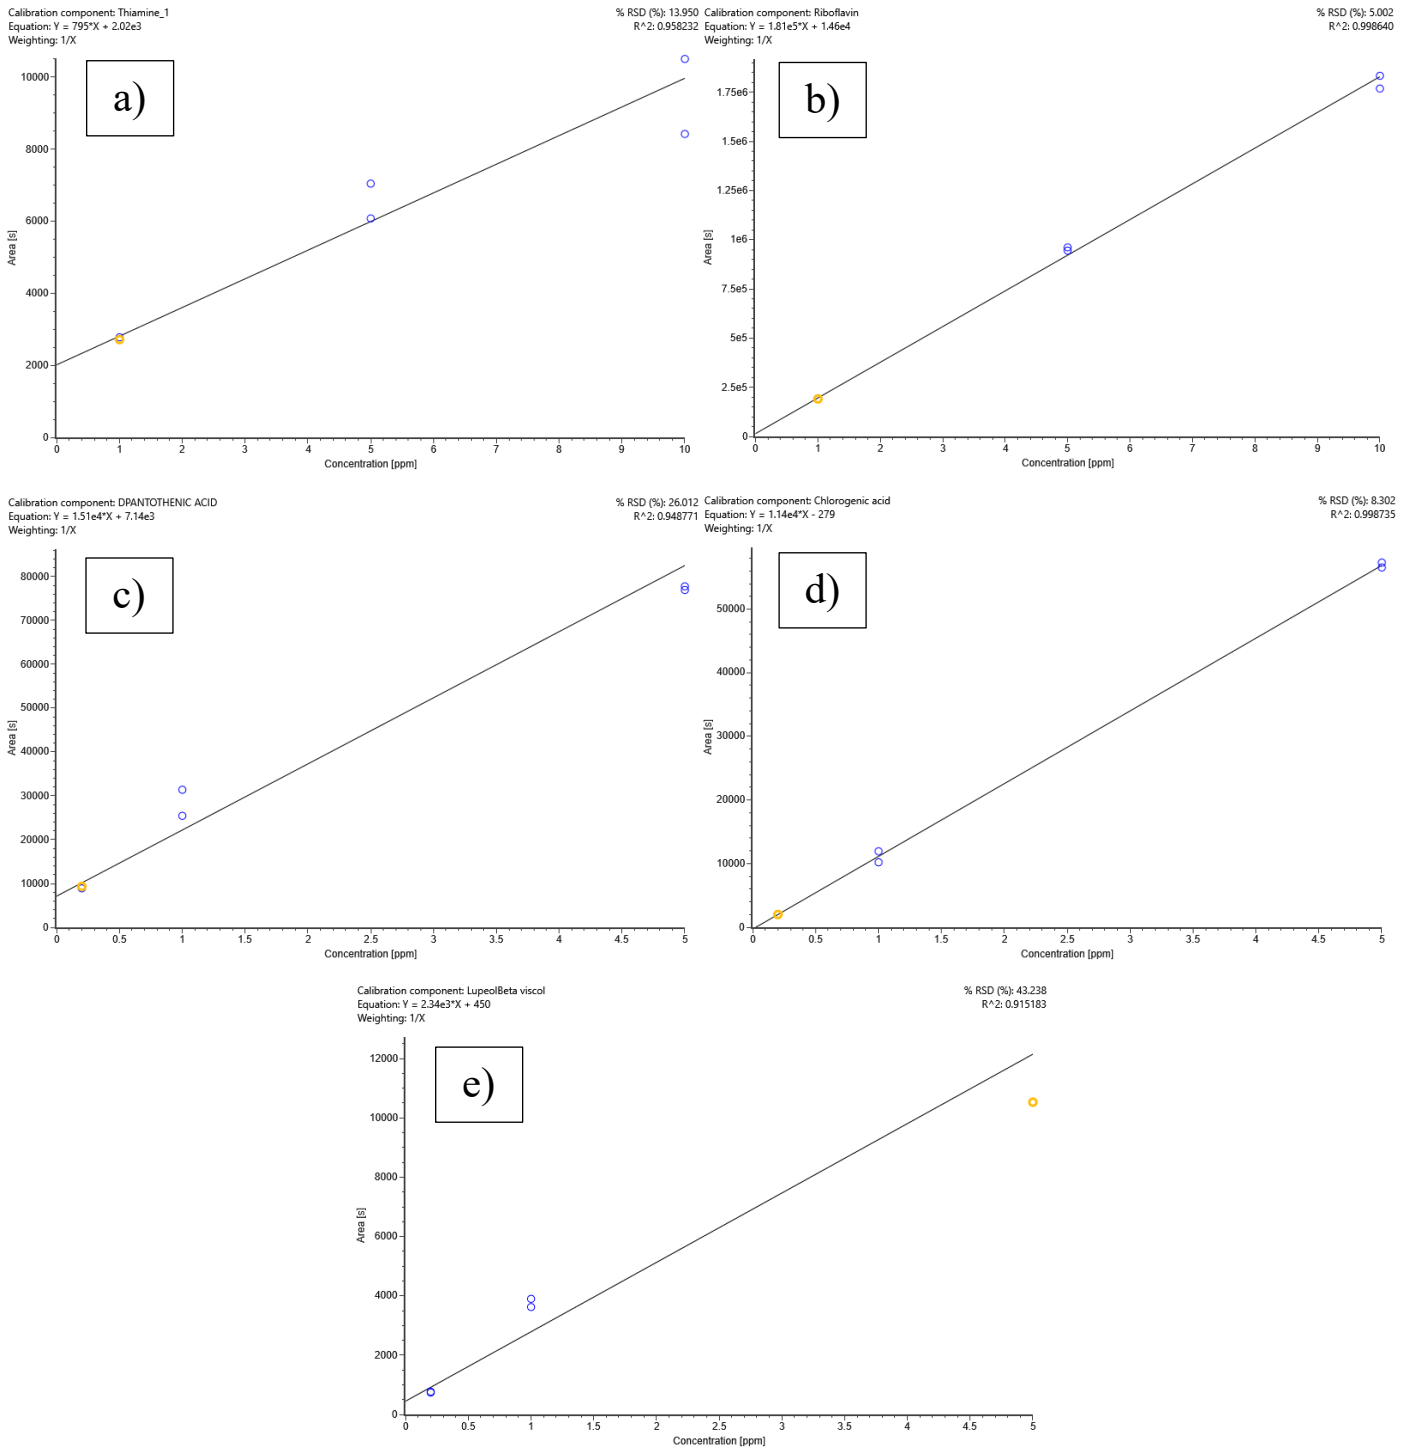 Calibration component: Thiamine_1
% RSD (%): 13.950
Equation: Y = 795*X + 2.02e3
R^2: 0.958232
Weighting: 1/X
a)
10000
8000
6000
4000
2000
0
Area [s]
0 1 2 3 4 5 6 7 8 9 10
Concentration [ppm]
Calibration component: Riboflavin
% RSD (%): 5.002
Equation: Y = 1.81e5*X + 1.46e4
R^2: 0.998640
Weighting: 1/X
b)
1.75e6
1.5e6
1.25e6
1e6
7.5e5
5e5
2.5e5
0
Area [s]
0 1 2 3 4 5 6 7 8 9 10
Concentration [ppm]
Calibration component: DPANTOTHENIC ACID
% RSD (%): 26.012
Equation: Y = 1.51e4*X + 7.14e3
R^2: 0.948771
Weighting: 1/X
c)
80000
70000
60000
50000
40000
30000
20000
10000
0
Area [s]
0 0.5 1 1.5 2 2.5 3 3.5 4 4.5 5
Concentration [ppm]
Calibration component: Chlorogenic acid
% RSD (%): 8.302
Equation: Y = 1.14e4*X - 279
R^2: 0.998735
Weighting: 1/X
d)
50000
40000
30000
20000
10000
0
Area [s]
0 0.5 1 1.5 2 2.5 3 3.5 4 4.5 5
Concentration [ppm]
Calibration component: LupeolBeta viscol
% RSD (%): 43.238
Equation: Y = 2.34e3*X + 450
R^2: 0.915183
Weighting: 1/X
e)
12000
10000
8000
6000
4000
2000
0
Area [s]
0 0.5 1 1.5 2 2.5 3 3.5 4 4.5 5
Concentration [ppm]